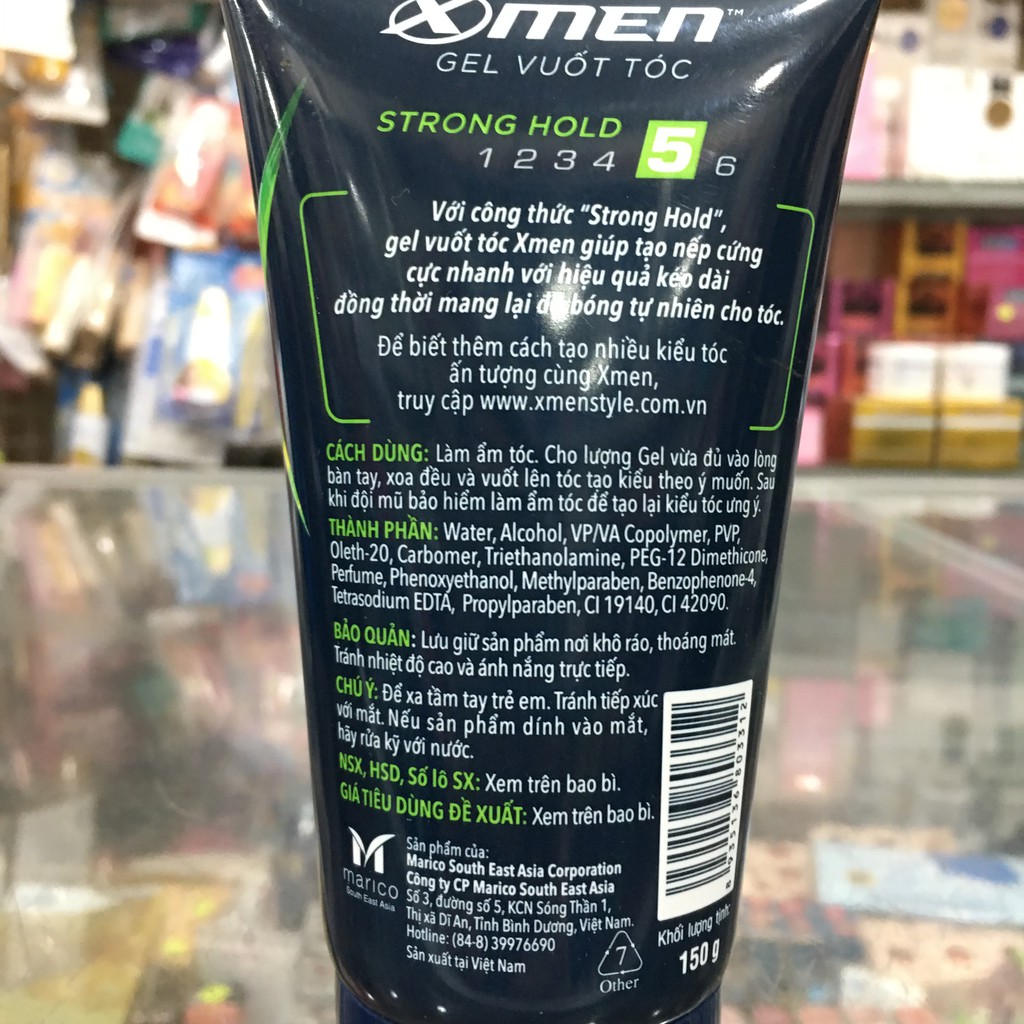 Xmen™
GEL VUỐT TÓC
STRONG HOLD
1 2 3 4 5 6
Với công thức "Strong Hold",
gel vuốt tóc Xmen giúp tạo nếp cứng
cực nhanh với hiệu quả kéo dài
đồng thời mang lại độ bóng tự nhiên cho tóc.
Để biết thêm cách tạo nhiều kiểu tóc
ấn tượng cùng Xmen,
truy cập www.xmenstyle.com.vn
CÁCH DÙNG: Làm ẩm tóc. Cho lượng Gel vừa đủ vào lòng
bàn tay, xoa đều và vuốt lên tóc tạo kiểu theo ý muốn. Sau
khi đội mũ bảo hiểm làm ẩm tóc để tạo lại kiểu tóc ưng ý.
THÀNH PHẦN: Water, Alcohol, VP/VA Copolymer, PVP,
Oleth-20, Carbomer, Triethanolamine, PEG-12 Dimethicone,
Perfume, Phenoxyethanol, Methylparaben, Benzophenone-4,
Tetrasodium EDTA, Propylparaben, CI 19140, CI 42090.
BẢO QUẢN: Lưu giữ sản phẩm nơi khô ráo, thoáng mát.
Tránh nhiệt độ cao và ánh nắng trực tiếp.
CHÚ Ý: Để xa tầm tay trẻ em. Tránh tiếp xúc
với mắt. Nếu sản phẩm dính vào mắt,
hãy rửa kỹ với nước.
NSX, HSD, Số lô SX: Xem trên bao bì.
GIÁ TIÊU DÙNG ĐỀ XUẤT: Xem trên bao bì.
marico
South East Asia
Sản phẩm của:
Marico South East Asia Corporation
Công ty CP Marico South East Asia
Số 3, đường số 5, KCN Sóng Thần 1,
Thị xã Dĩ An, Tỉnh Bình Dương, Việt Nam.
Hotline: (84-8) 39976690
Sản xuất tại Việt Nam
7
Other
8 935136 803312
Khối lượng tịnh:
150 g